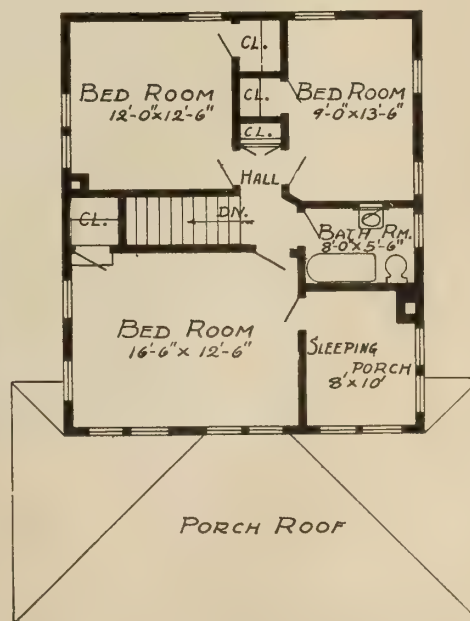 CL.
BED ROOM
12'-0"x12'-6"
CL.
BED ROOM
9'-0"x13'-6"
CL.
HALL
CL.
DN.
BATH RM.
8'-0"x5'-6"
BED ROOM
16'-6"x12'-6"
SLEEPING
PORCH
8'x10'
PORCH ROOF